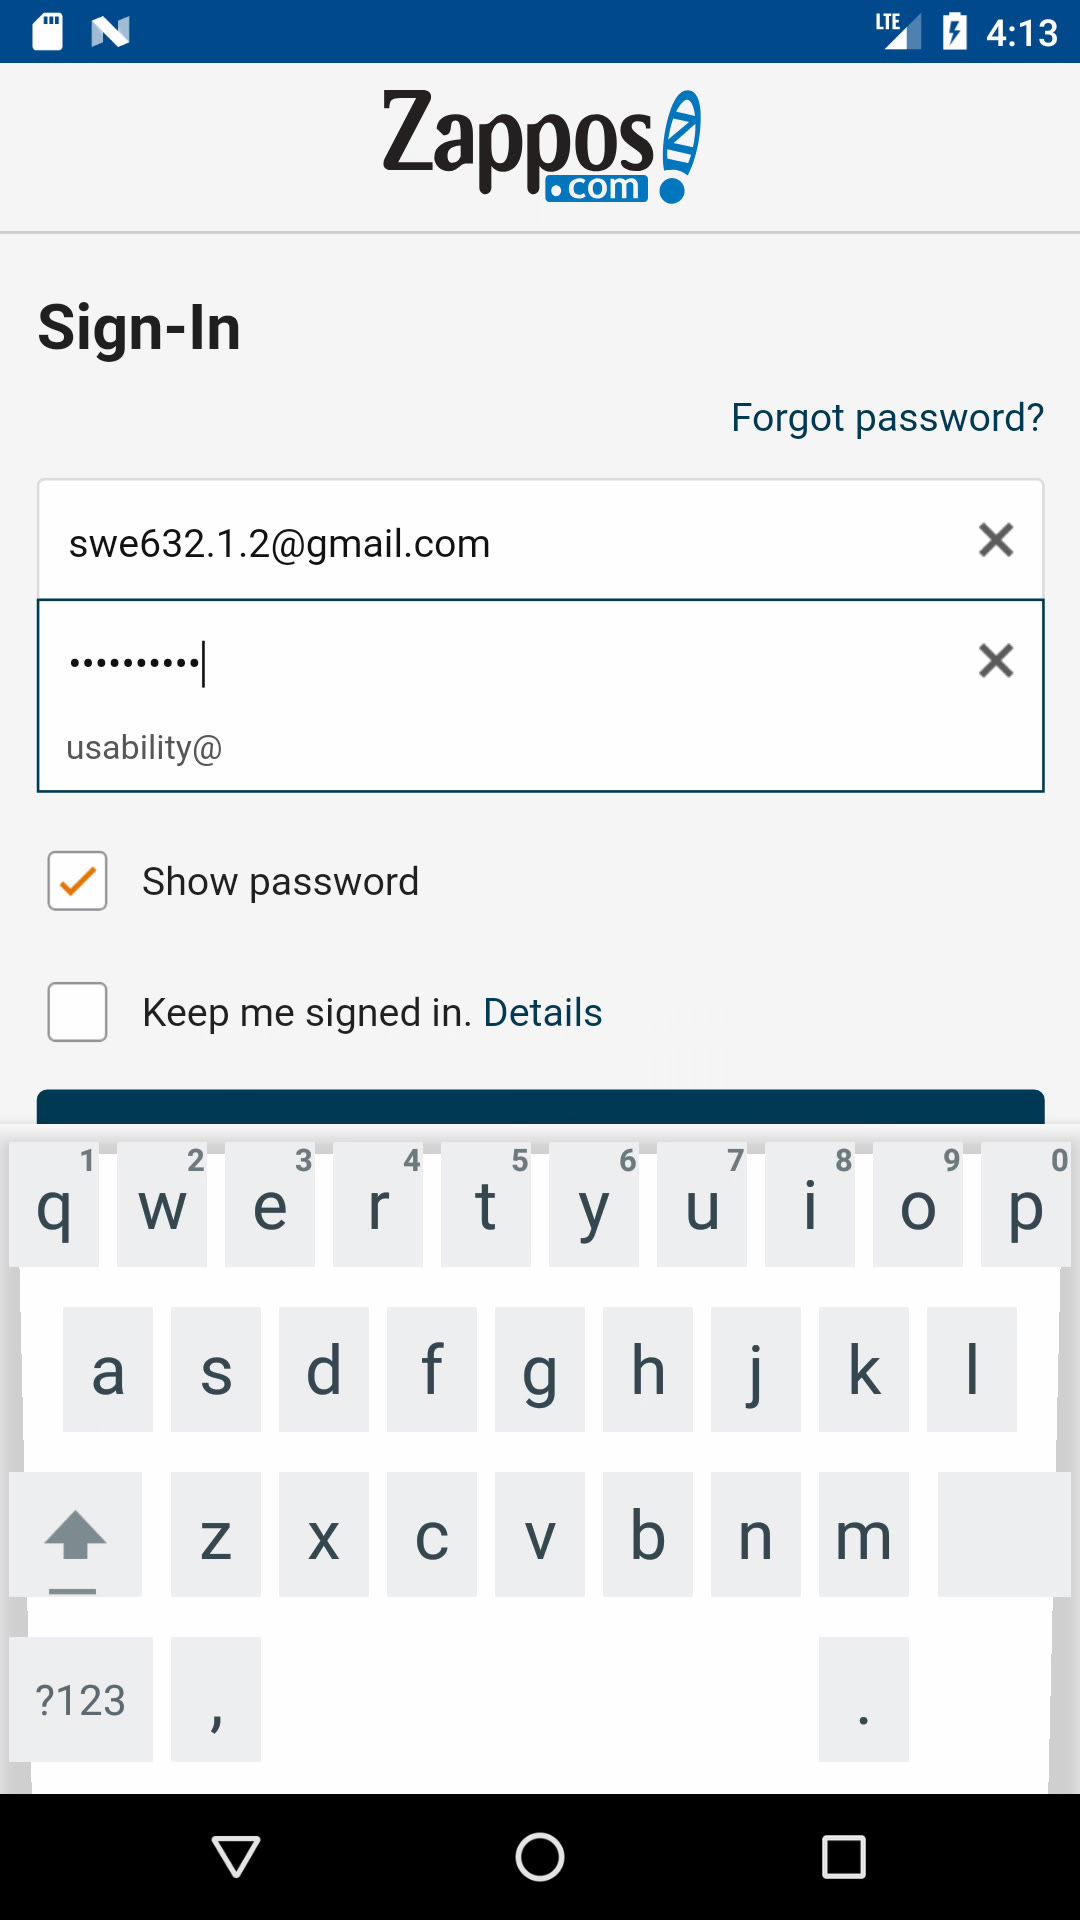 LTE 4:13
Zappos
.com
Sign-In
Forgot password?
swe632.1.2@gmail.com
••••••••••
usability@
Show password
Keep me signed in. Details
1 2 3 4 5 6 7 8 9 0
q w e r t y u i o p
a s d f g h j k l
z x c v b n m
?123 , .